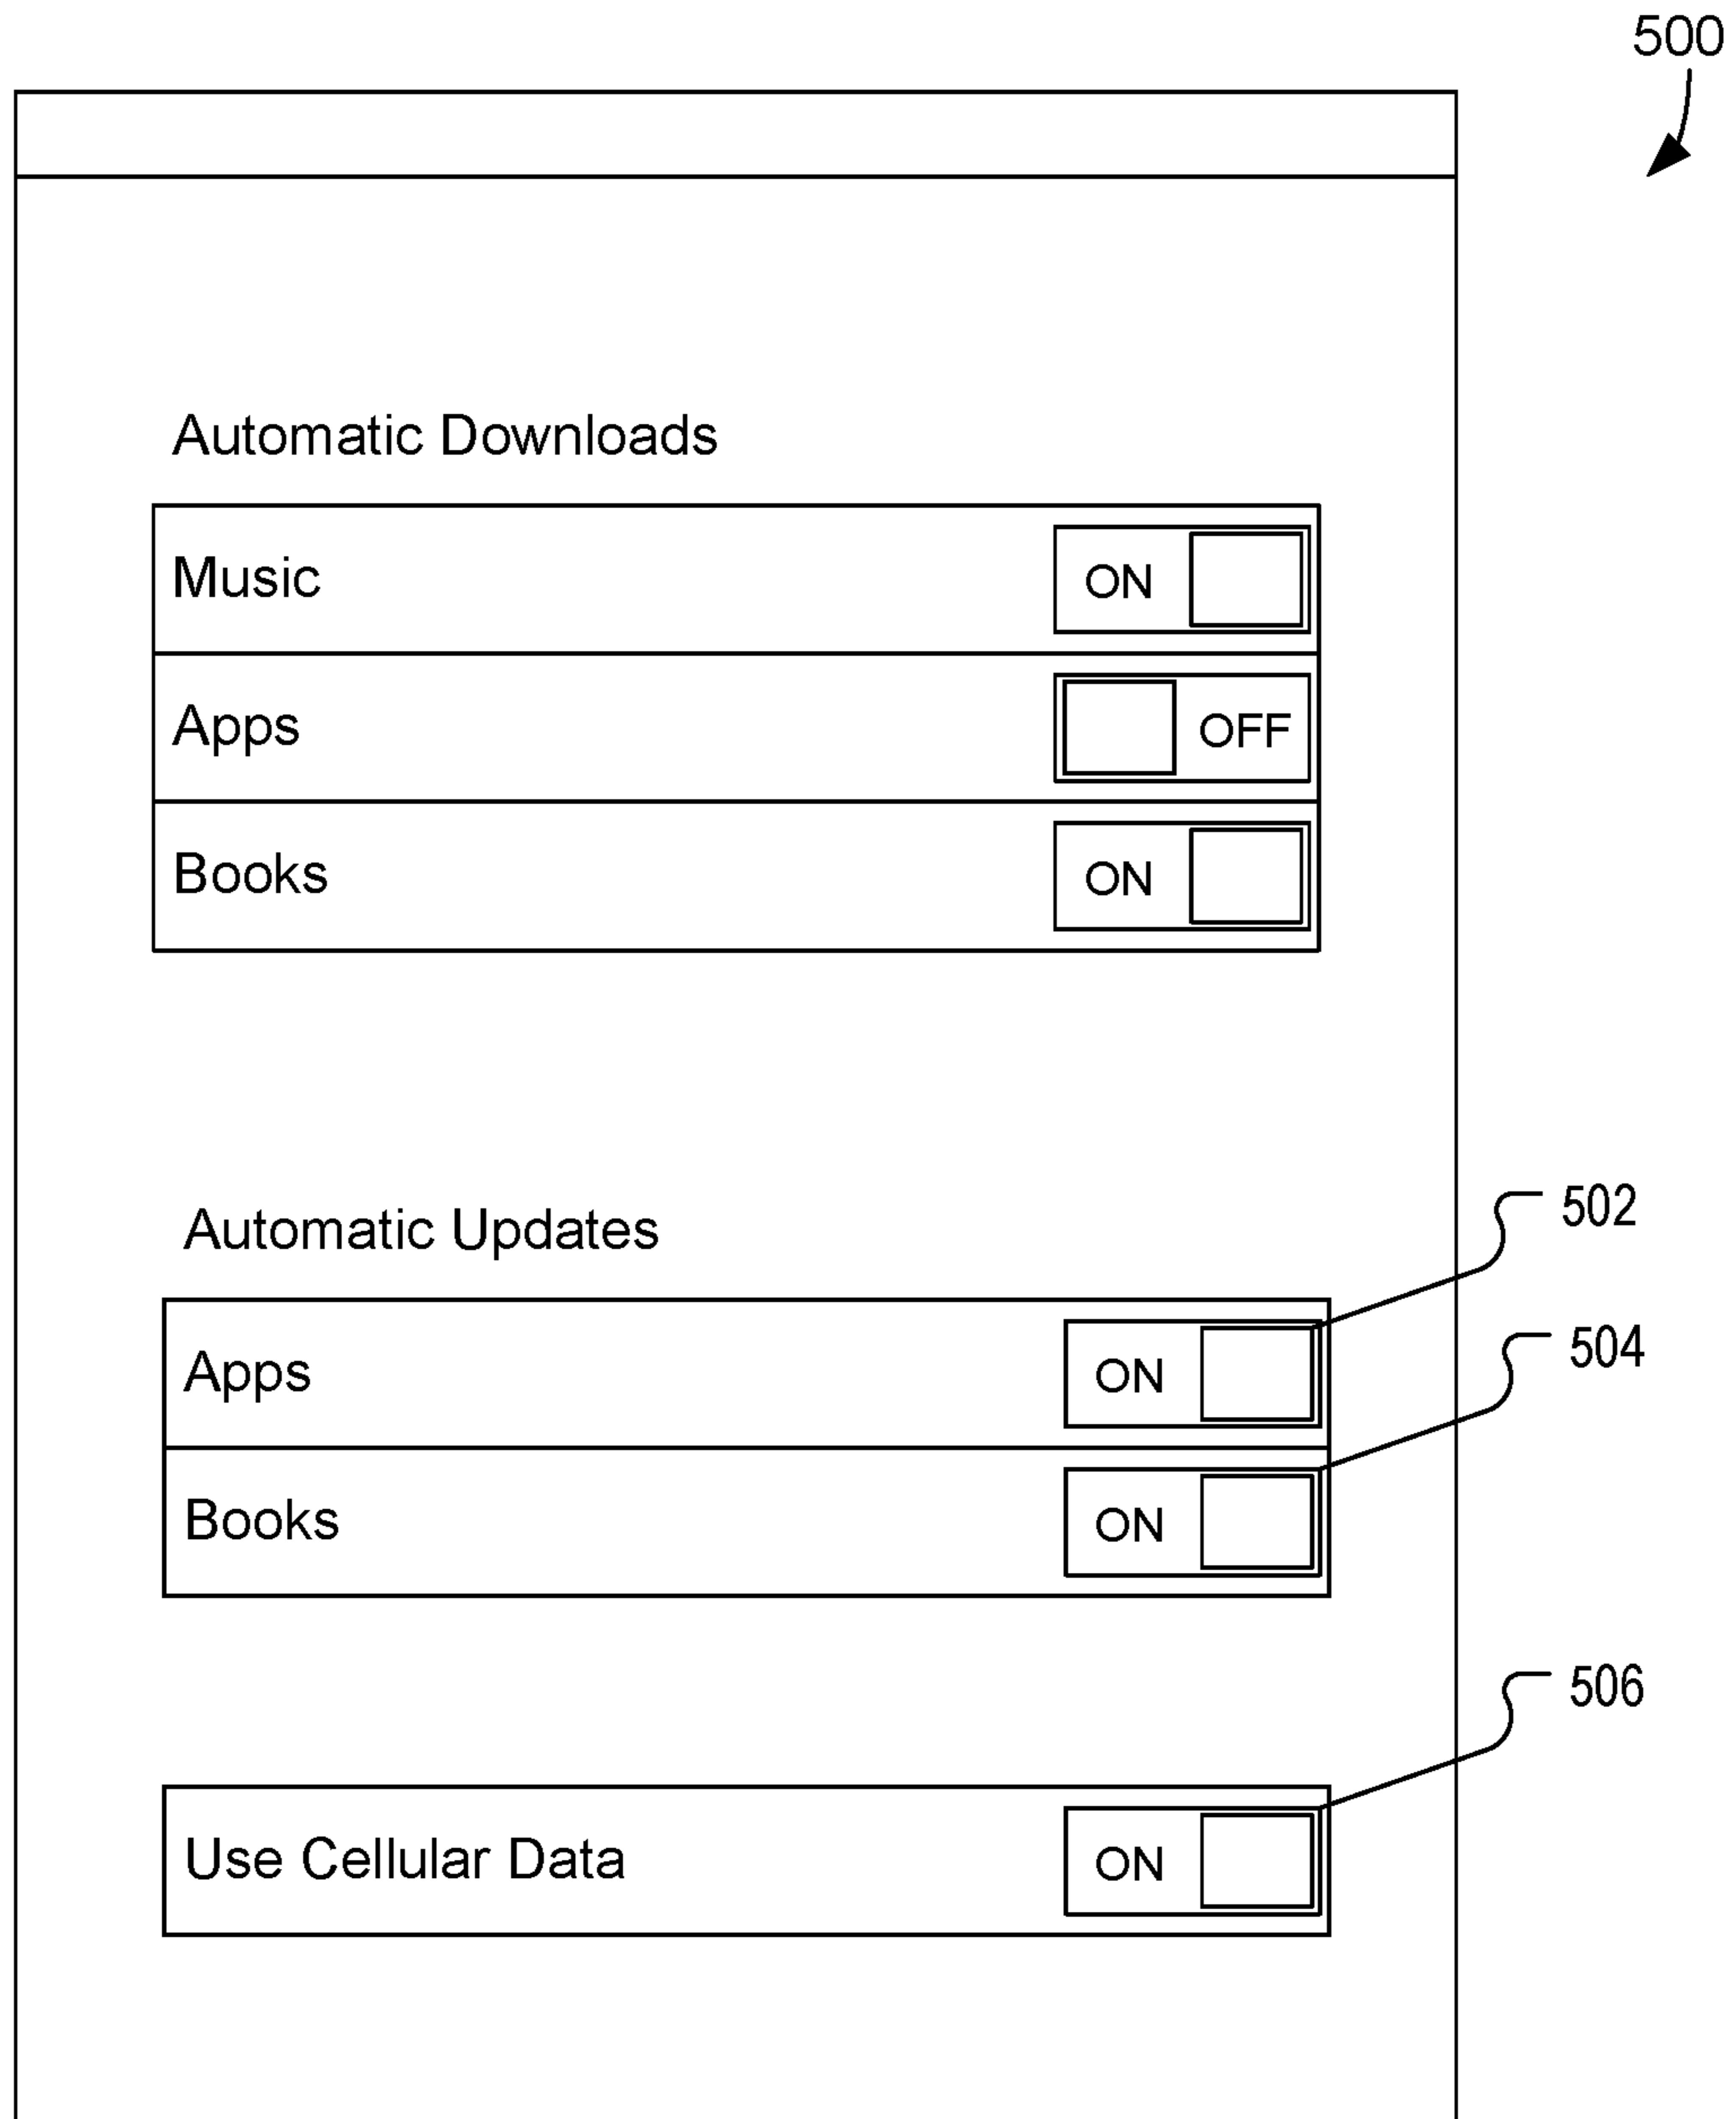 500
Automatic Downloads
Music ON
Apps OFF
Books ON
Automatic Updates
502
Apps ON
504
Books ON
506
Use Cellular Data ON